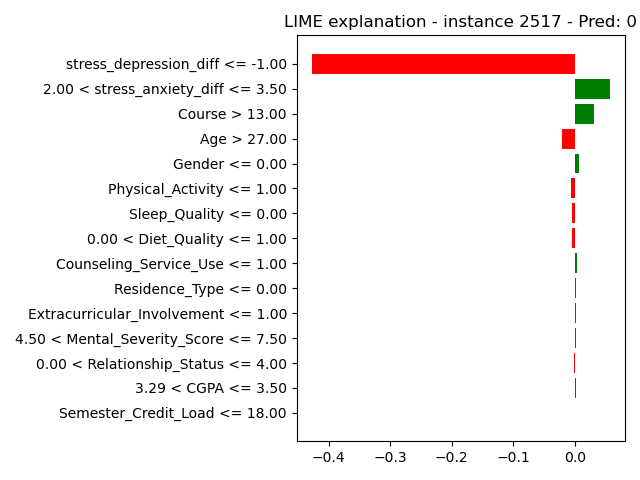 LIME explanation - instance 2517 - Pred: 0
stress_depression_diff <= -1.00
2.00 < stress_anxiety_diff <= 3.50
Course > 13.00
Age > 27.00
Gender <= 0.00
Physical_Activity <= 1.00
Sleep_Quality <= 0.00
0.00 < Diet_Quality <= 1.00
Counseling_Service_Use <= 1.00
Residence_Type <= 0.00
Extracurricular_Involvement <= 1.00
4.50 < Mental_Severity_Score <= 7.50
0.00 < Relationship_Status <= 4.00
3.29 < CGPA <= 3.50
Semester_Credit_Load <= 18.00
−0.4 −0.3 −0.2 −0.1 0.0